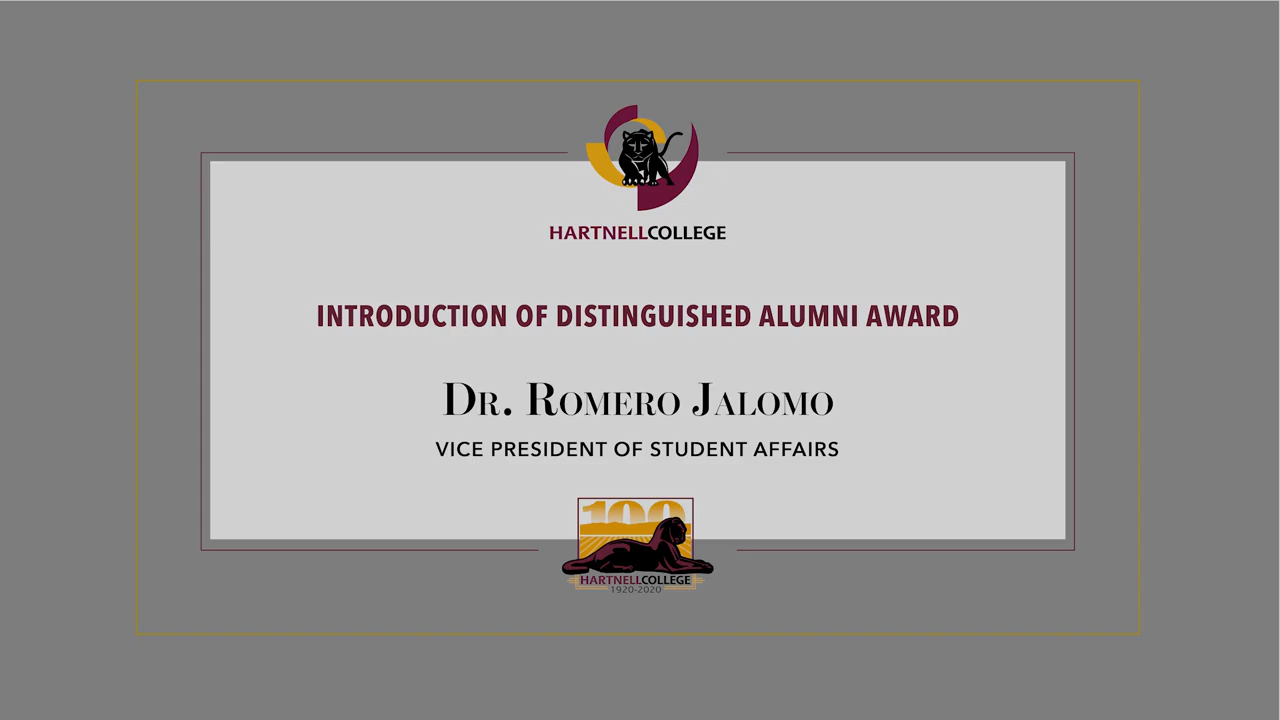 HARTNELLCOLLEGE
INTRODUCTION OF DISTINGUISHED ALUMNI AWARD
DR. ROMERO JALOMO
VICE PRESIDENT OF STUDENT AFFAIRS
100
HARTNELLCOLLEGE
1920-2020